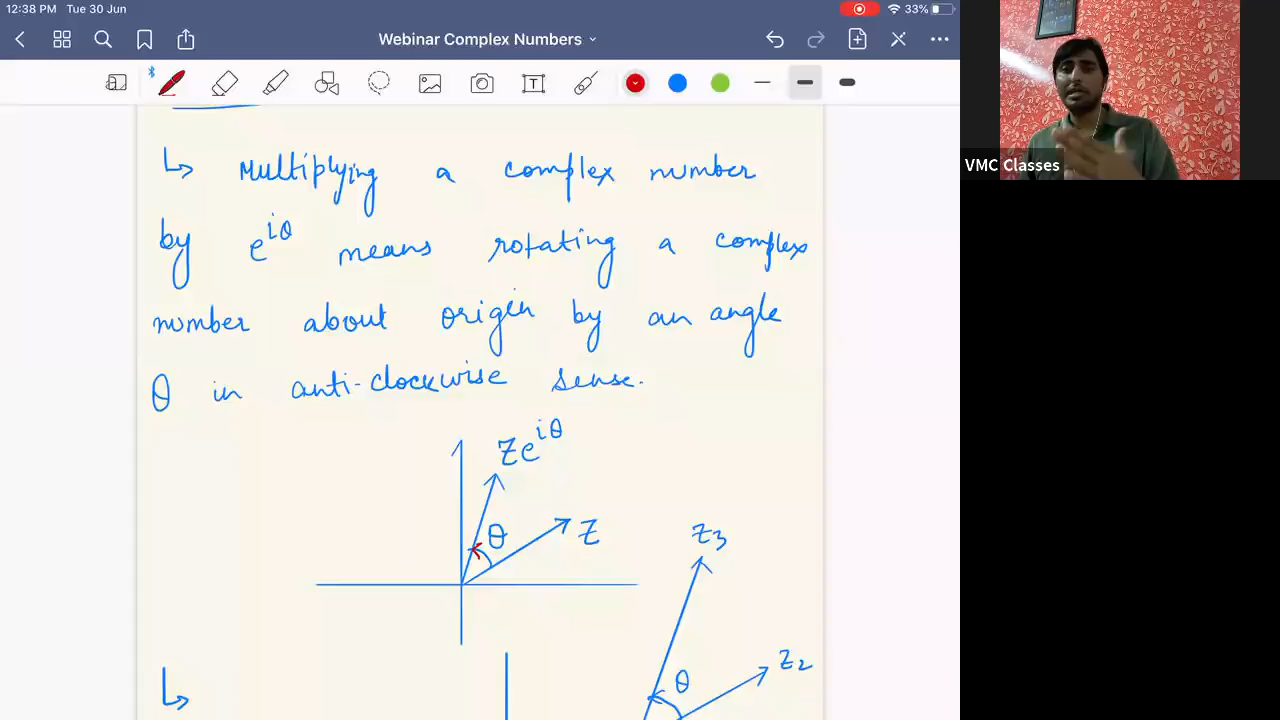 12:38 PM Tue 30 Jun
33%
Webinar Complex Numbers
VMC Classes
↳ Multiplying a complex number
by e^{iθ} means rotating a complex
number about origin by an angle
θ in anti-clockwise sense.
Ze^{iθ}
θ
Z
Z3
Z2
θ
↳